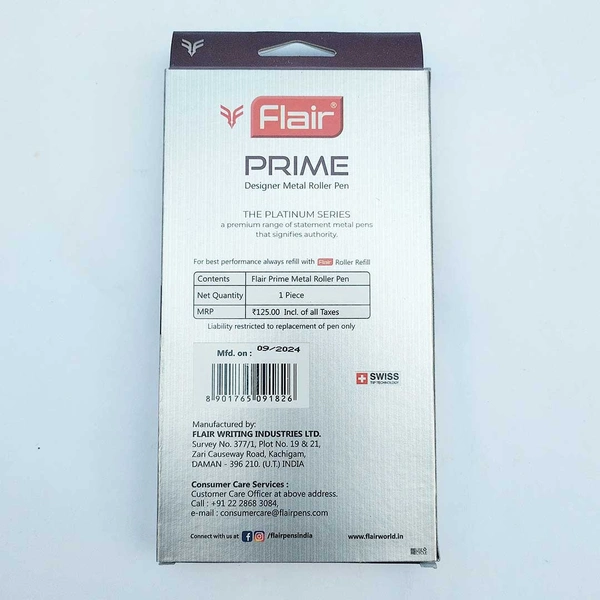 Flair®
PRIME
Designer Metal Roller Pen
THE PLATINUM SERIES
a premium range of statement metal pens
that signifies authority.
For best performance always refill with Flair Roller Refill
Contents Flair Prime Metal Roller Pen
Net Quantity 1 Piece
MRP ₹125.00 Incl. of all Taxes
Liability restricted to replacement of pen only
Mfd. on : 09/2024
8 901765 091826
SWISS
TIP TECHNOLOGY
Manufactured by:
FLAIR WRITING INDUSTRIES LTD.
Survey No. 377/1, Plot No. 19 & 21,
Zari Causeway Road, Kachigam,
DAMAN - 396 210. (U.T.) INDIA
Consumer Care Services :
Customer Care Officer at above address.
Call : +91 22 2868 3084,
e-mail : consumercare@flairpens.com
Connect with us at /flairpensindia www.flairworld.in